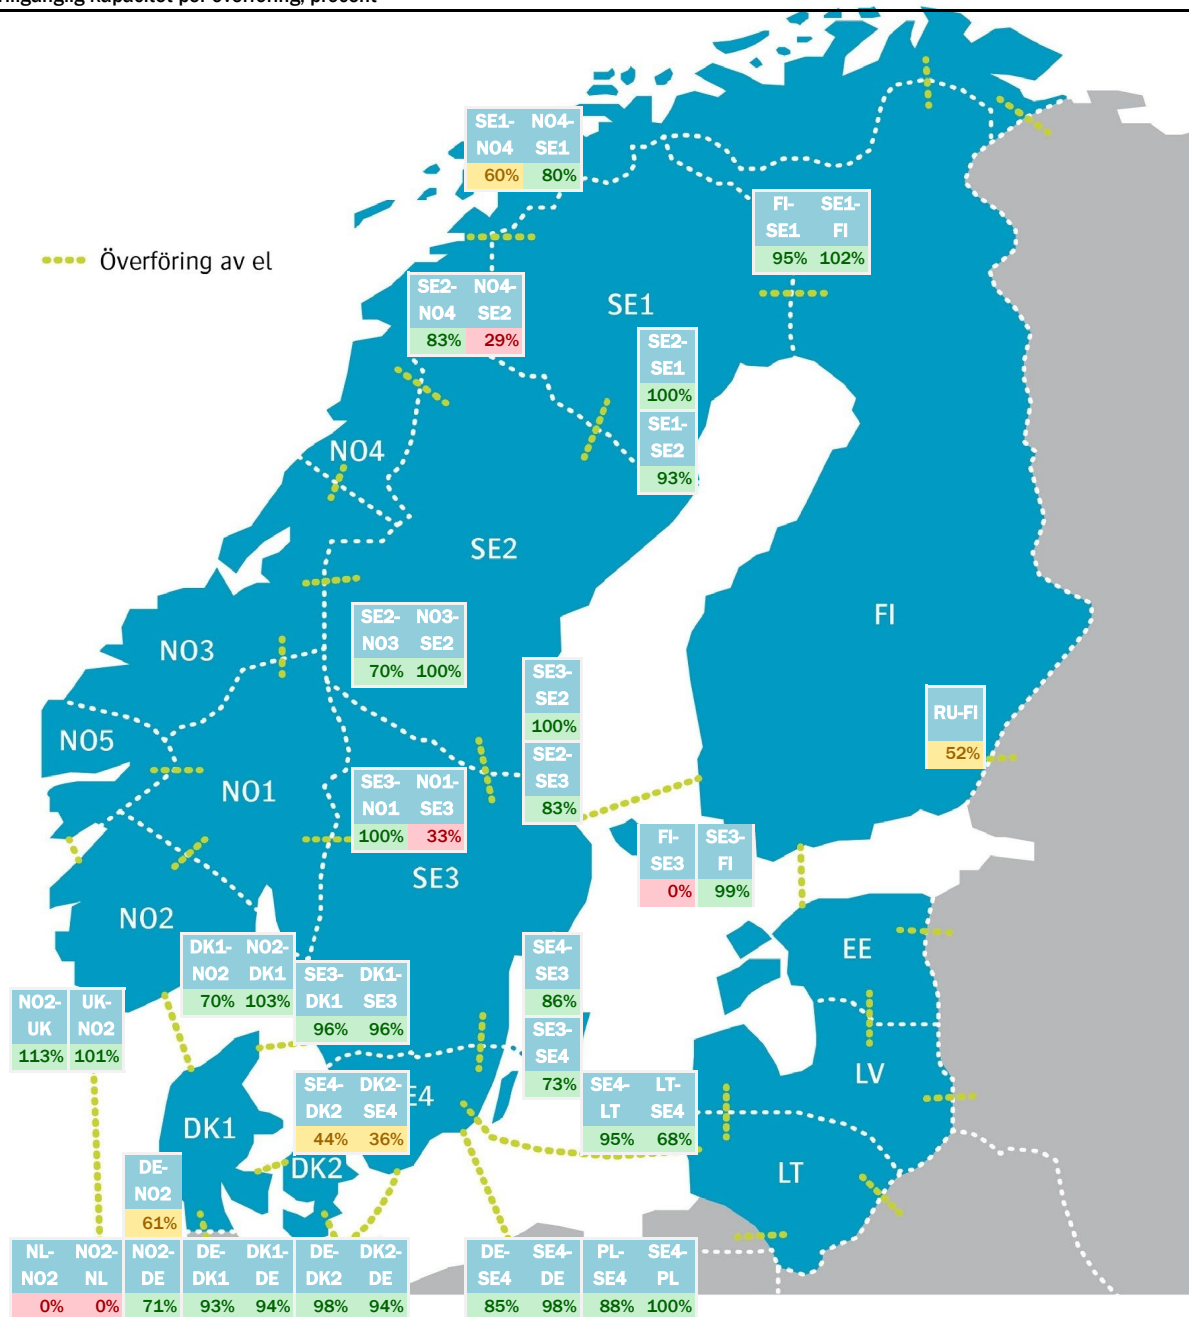 Tillgänglig kapacitet per överföring, procent
SE1- NO4-
NO4 SE1
60% 80%
FI- SE1-
SE1 FI
95% 102%
Överföring av el
SE2- NO4-
NO4 SE2
83% 29%
SE1
SE2-
SE1
100%
SE1-
SE2
93%
NO4
SE2
FI
SE2- NO3-
NO3 SE2
70% 100%
NO3
SE3-
SE2
100%
SE2-
SE3
83%
RU-FI
52%
NO5
NO1
SE3- NO1-
NO1 SE3
100% 33%
SE3
FI- SE3-
SE3 FI
0% 99%
NO2
EE
DK1- NO2-
NO2 DK1
70% 103%
SE3- DK1-
DK1 SE3
96% 96%
SE4-
SE3
86%
SE3-
SE4
73%
NO2- UK-
UK NO2
113% 101%
LV
SE4- DK2-
DK2 SE4
44% 36%
E4
SE4- LT-
LT SE4
95% 68%
DK1
DK2
LT
DE-
NO2
61%
NL- NO2- NO2- DE- DK1- DE- DK2- DE- SE4- PL- SE4-
NO2 NL DE DK1 DE DK2 DE SE4 DE SE4 PL
0% 0% 71% 93% 94% 98% 94% 85% 98% 88% 100%